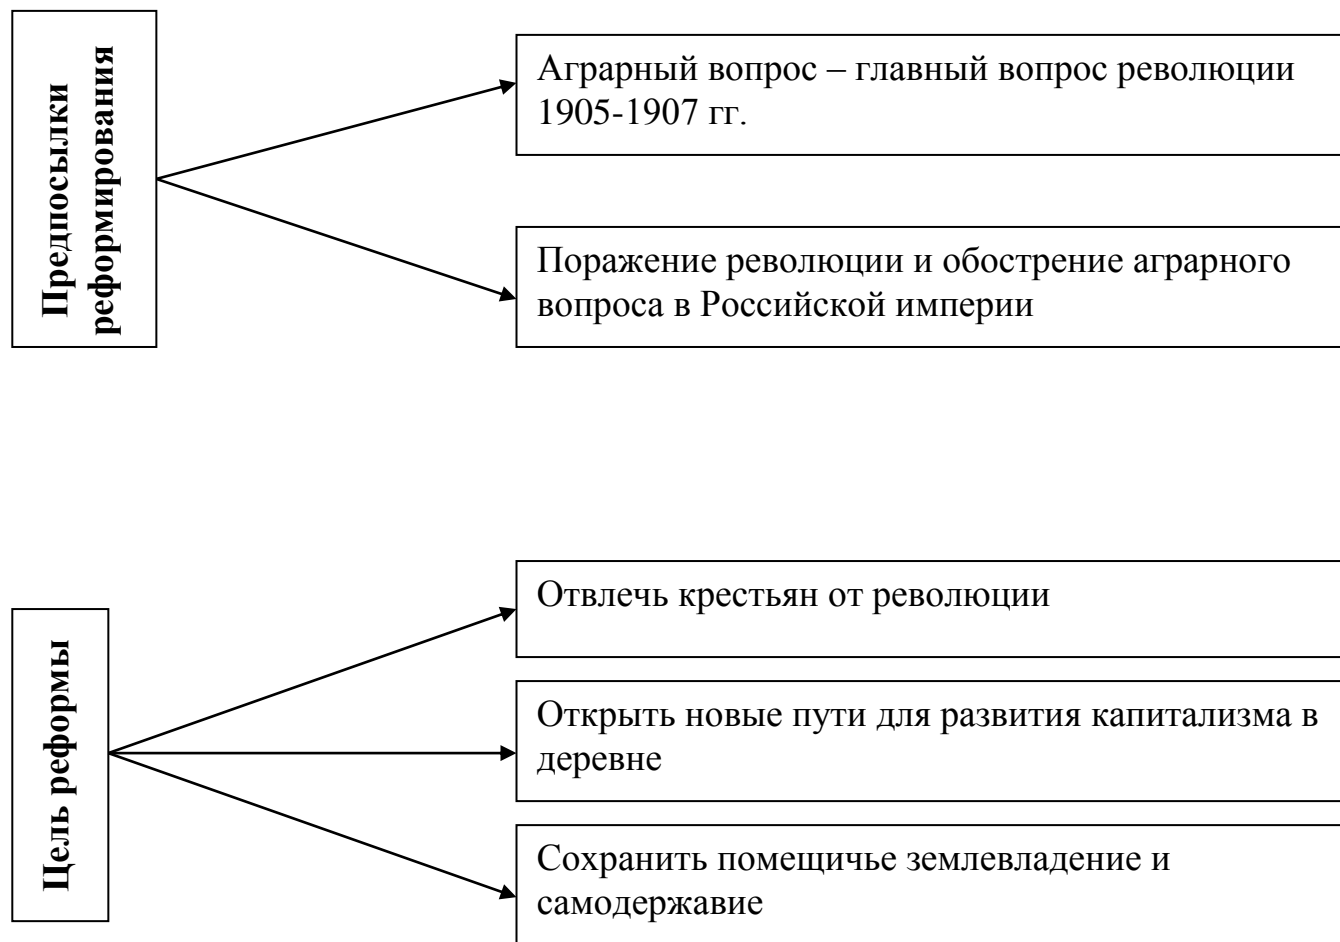 Предпосылки
реформирования
Аграрный вопрос – главный вопрос революции
1905-1907 гг.
Поражение революции и обострение аграрного
вопроса в Российской империи
Цель реформы
Отвлечь крестьян от революции
Открыть новые пути для развития капитализма в
деревне
Сохранить помещичье землевладение и
самодержавие